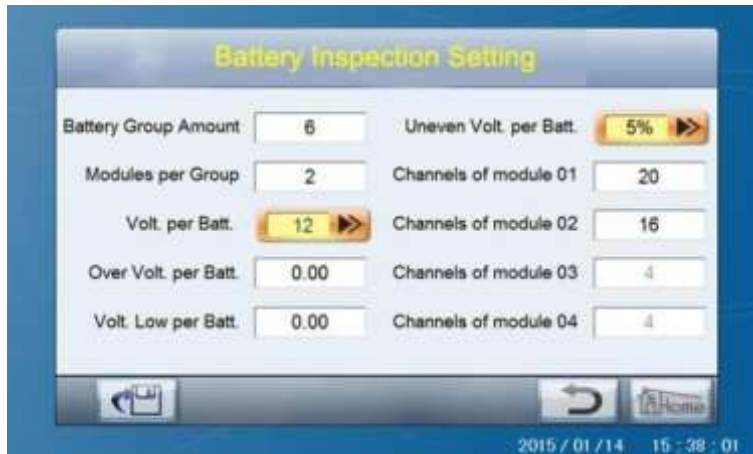 Battery Inspection Setting
Battery Group Amount 6 Uneven Volt. per Batt. 5%
Modules per Group 2 Channels of module 01 20
Volt. per Batt. 12 Channels of module 02 16
Over Volt. per Batt. 0.00 Channels of module 03 4
Volt. Low per Batt. 0.00 Channels of module 04 4
Home
2015/01/14 15:38:01